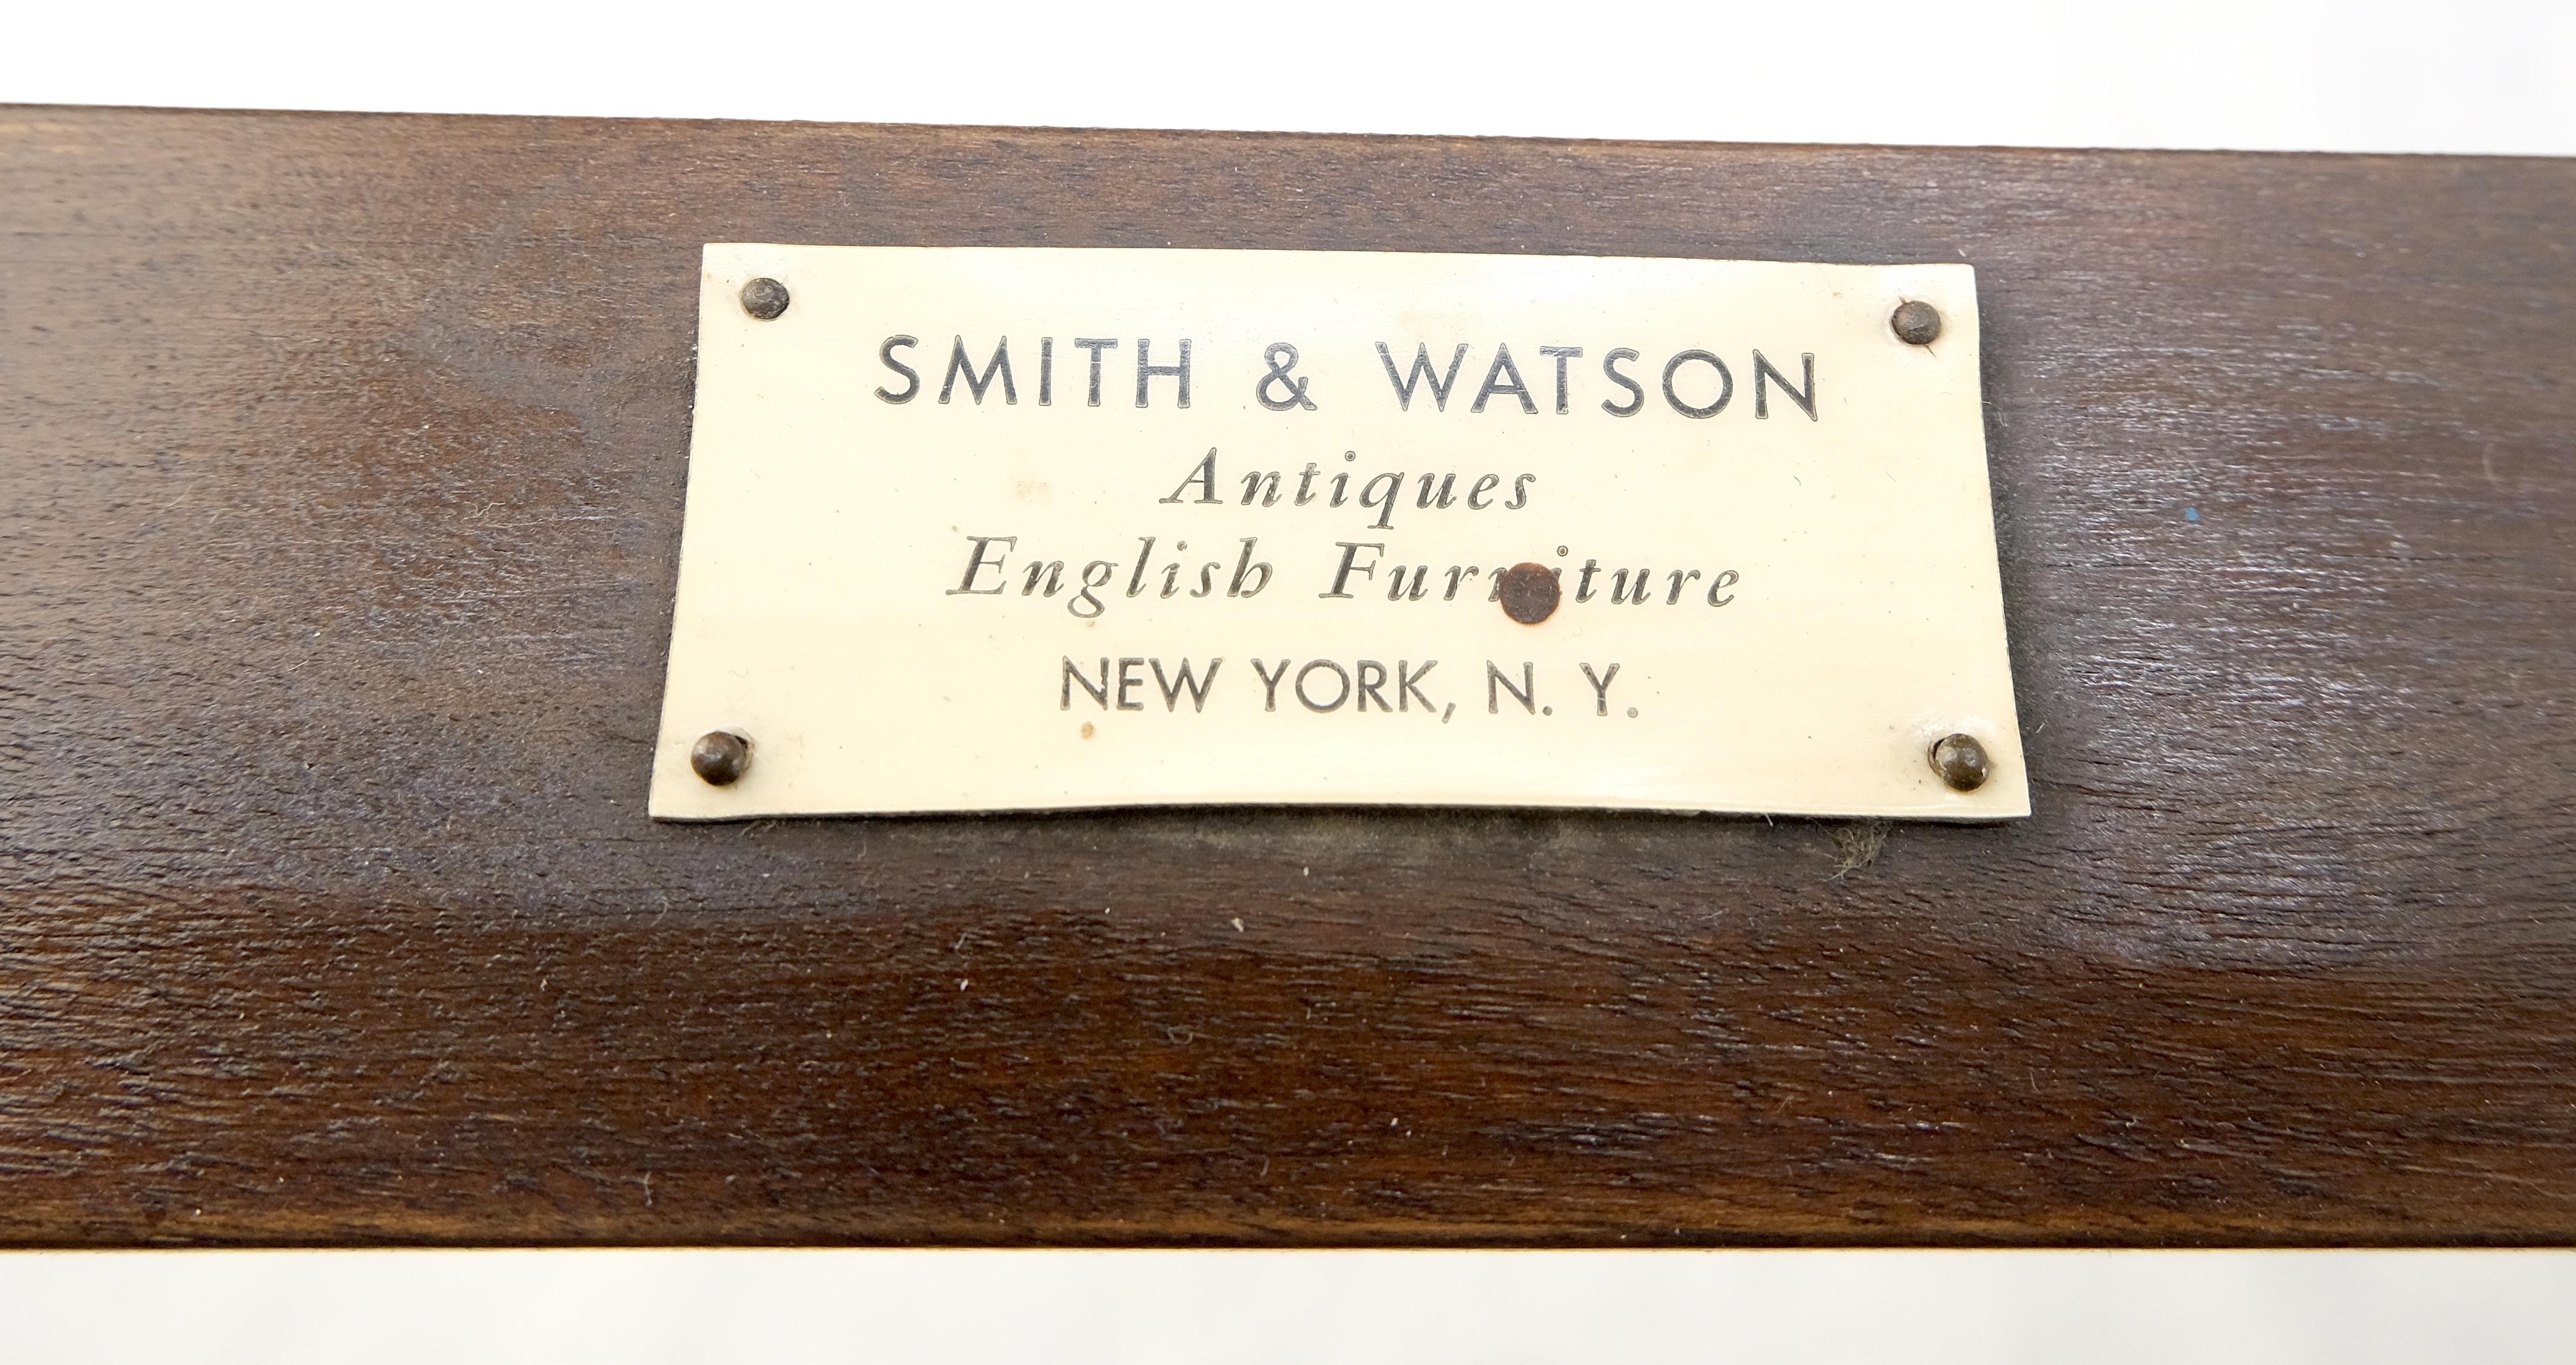 SMITH & WATSON
Antiques
English Furniture
NEW YORK, N. Y.